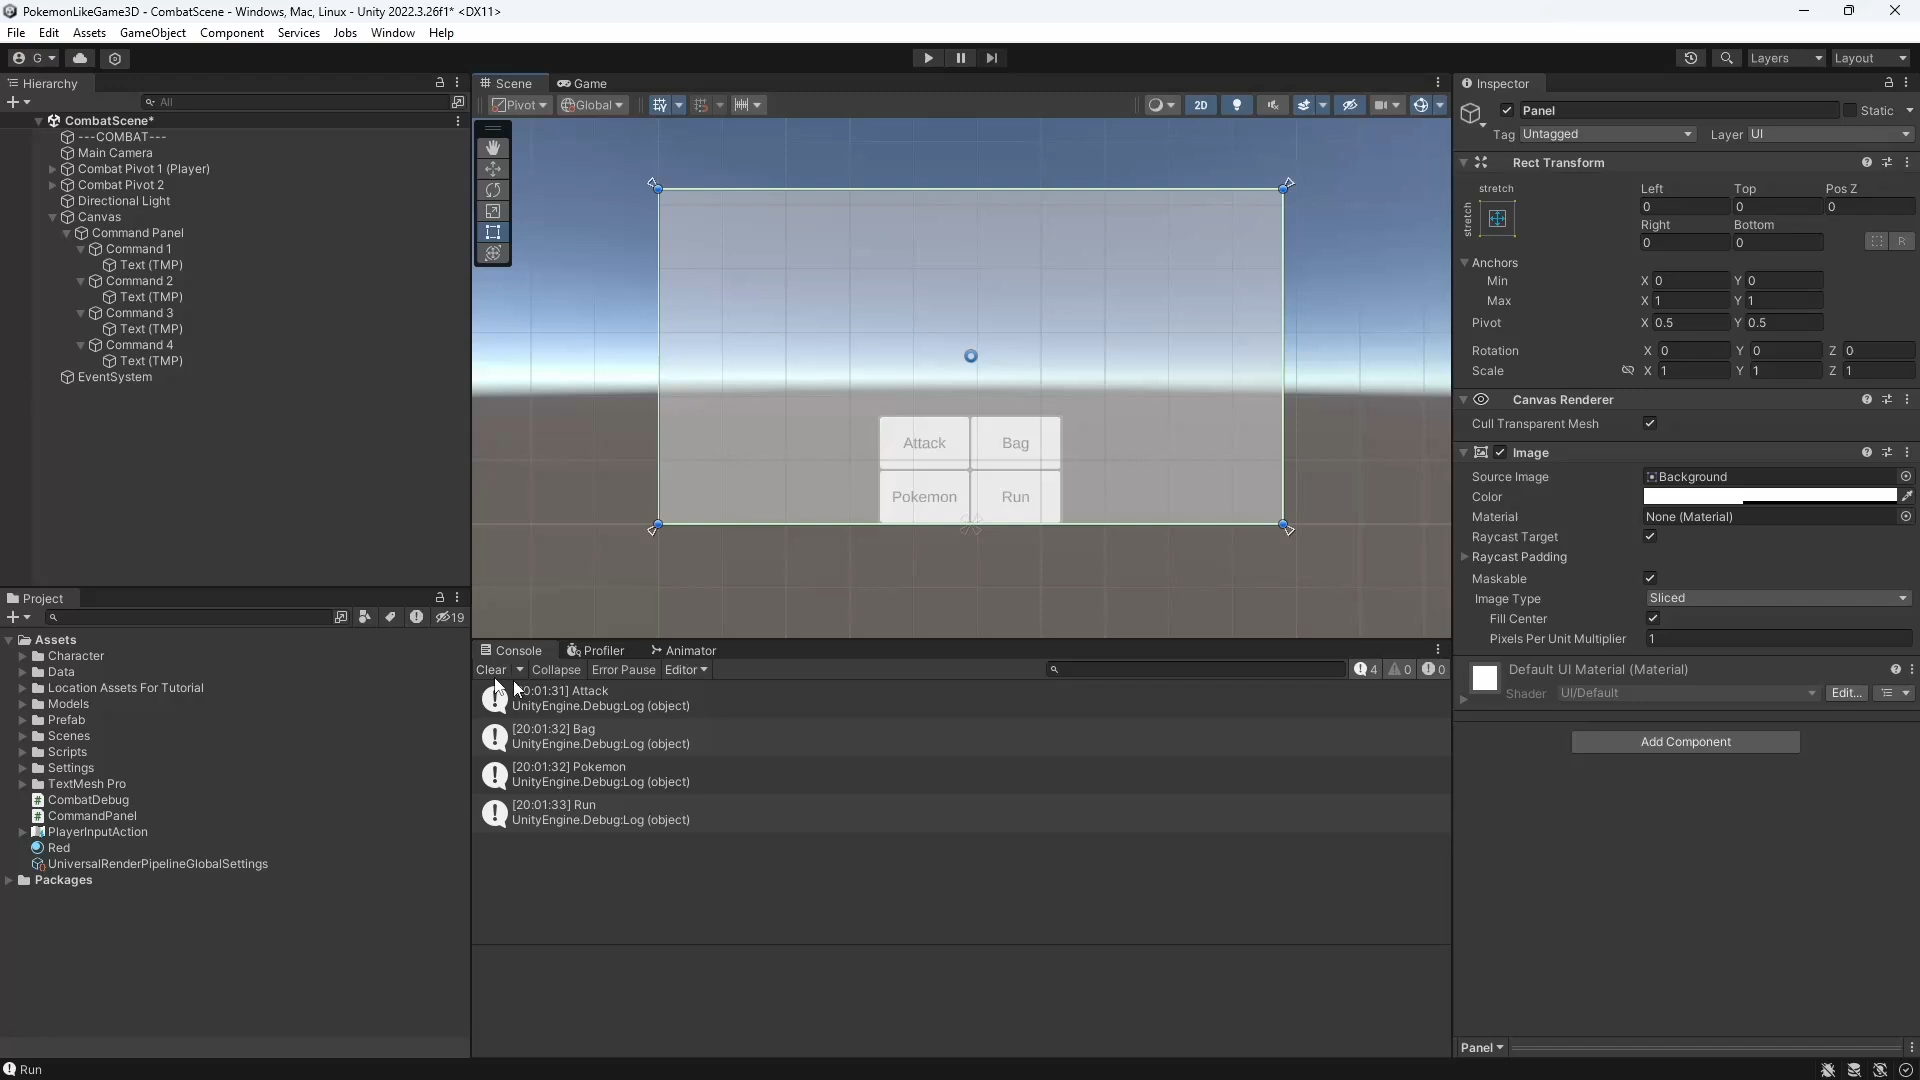 PokemonLikeGame3D - CombatScene - Windows, Mac, Linux - Unity 2022.3.26f1* <DX11>
File Edit Assets GameObject Component Services Jobs Window Help
G Layers Layout
Hierarchy
All
CombatScene*
---COMBAT---
Main Camera
Combat Pivot 1 (Player)
Combat Pivot 2
Directional Light
Canvas
Command Panel
Command 1
Text (TMP)
Command 2
Text (TMP)
Command 3
Text (TMP)
Command 4
Text (TMP)
EventSystem
Scene Game
Pivot Global 2D
Attack Bag
Pokemon Run
Inspector
Panel Static
Tag Untagged Layer UI
Rect Transform
stretch Left Top Pos Z
stretch 0 0 0
Right Bottom
0 0 R
Anchors
Min X 0 Y 0
Max X 1 Y 1
Pivot X 0.5 Y 0.5
Rotation X 0 Y 0 Z 0
Scale X 1 Y 1 Z 1
Canvas Renderer
Cull Transparent Mesh
Image
Source Image Background
Color
Material None (Material)
Raycast Target
Raycast Padding
Maskable
Image Type Sliced
Fill Center
Pixels Per Unit Multiplier 1
Default UI Material (Material)
Shader UI/Default Edit...
Add Component
Panel
Project
19
Assets
Character
Data
Location Assets For Tutorial
Models
Prefab
Scenes
Scripts
Settings
TextMesh Pro
CombatDebug
CommandPanel
PlayerInputAction
Red
UniversalRenderPipelineGlobalSettings
Packages
Console Profiler Animator
Clear Collapse Error Pause Editor 4 0 0
0:01:31] Attack
UnityEngine.Debug:Log (object)
[20:01:32] Bag
UnityEngine.Debug:Log (object)
[20:01:32] Pokemon
UnityEngine.Debug:Log (object)
[20:01:33] Run
UnityEngine.Debug:Log (object)
Run